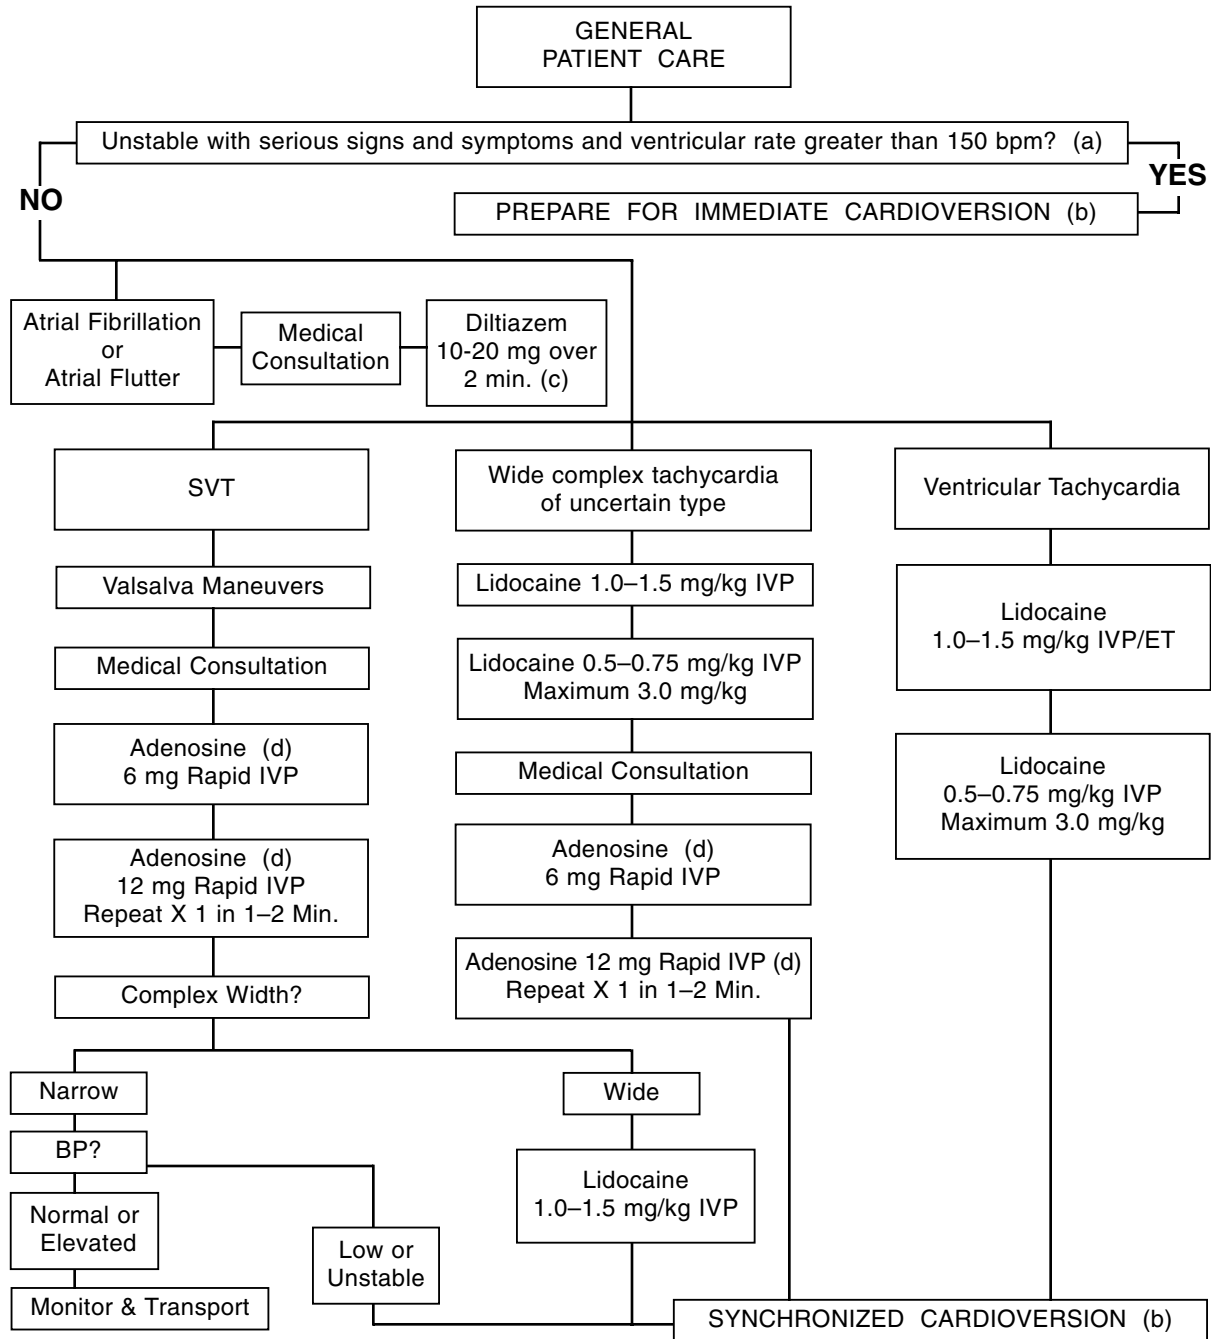 GENERAL
PATIENT CARE
Unstable with serious signs and symptoms and ventricular rate greater than 150 bpm? (a)
NO
YES
PREPARE FOR IMMEDIATE CARDIOVERSION (b)
Atrial Fibrillation
or
Atrial Flutter
Medical
Consultation
Diltiazem
10-20 mg over
2 min. (c)
SVT
Valsalva Maneuvers
Medical Consultation
Adenosine (d)
6 mg Rapid IVP
Adenosine (d)
12 mg Rapid IVP
Repeat X 1 in 1–2 Min.
Complex Width?
Wide complex tachycardia
of uncertain type
Lidocaine 1.0–1.5 mg/kg IVP
Lidocaine 0.5–0.75 mg/kg IVP
Maximum 3.0 mg/kg
Medical Consultation
Adenosine (d)
6 mg Rapid IVP
Adenosine 12 mg Rapid IVP (d)
Repeat X 1 in 1–2 Min.
Ventricular Tachycardia
Lidocaine
1.0–1.5 mg/kg IVP/ET
Lidocaine
0.5–0.75 mg/kg IVP
Maximum 3.0 mg/kg
Narrow
BP?
Normal or
Elevated
Monitor & Transport
Low or
Unstable
Wide
Lidocaine
1.0–1.5 mg/kg IVP
SYNCHRONIZED CARDIOVERSION (b)